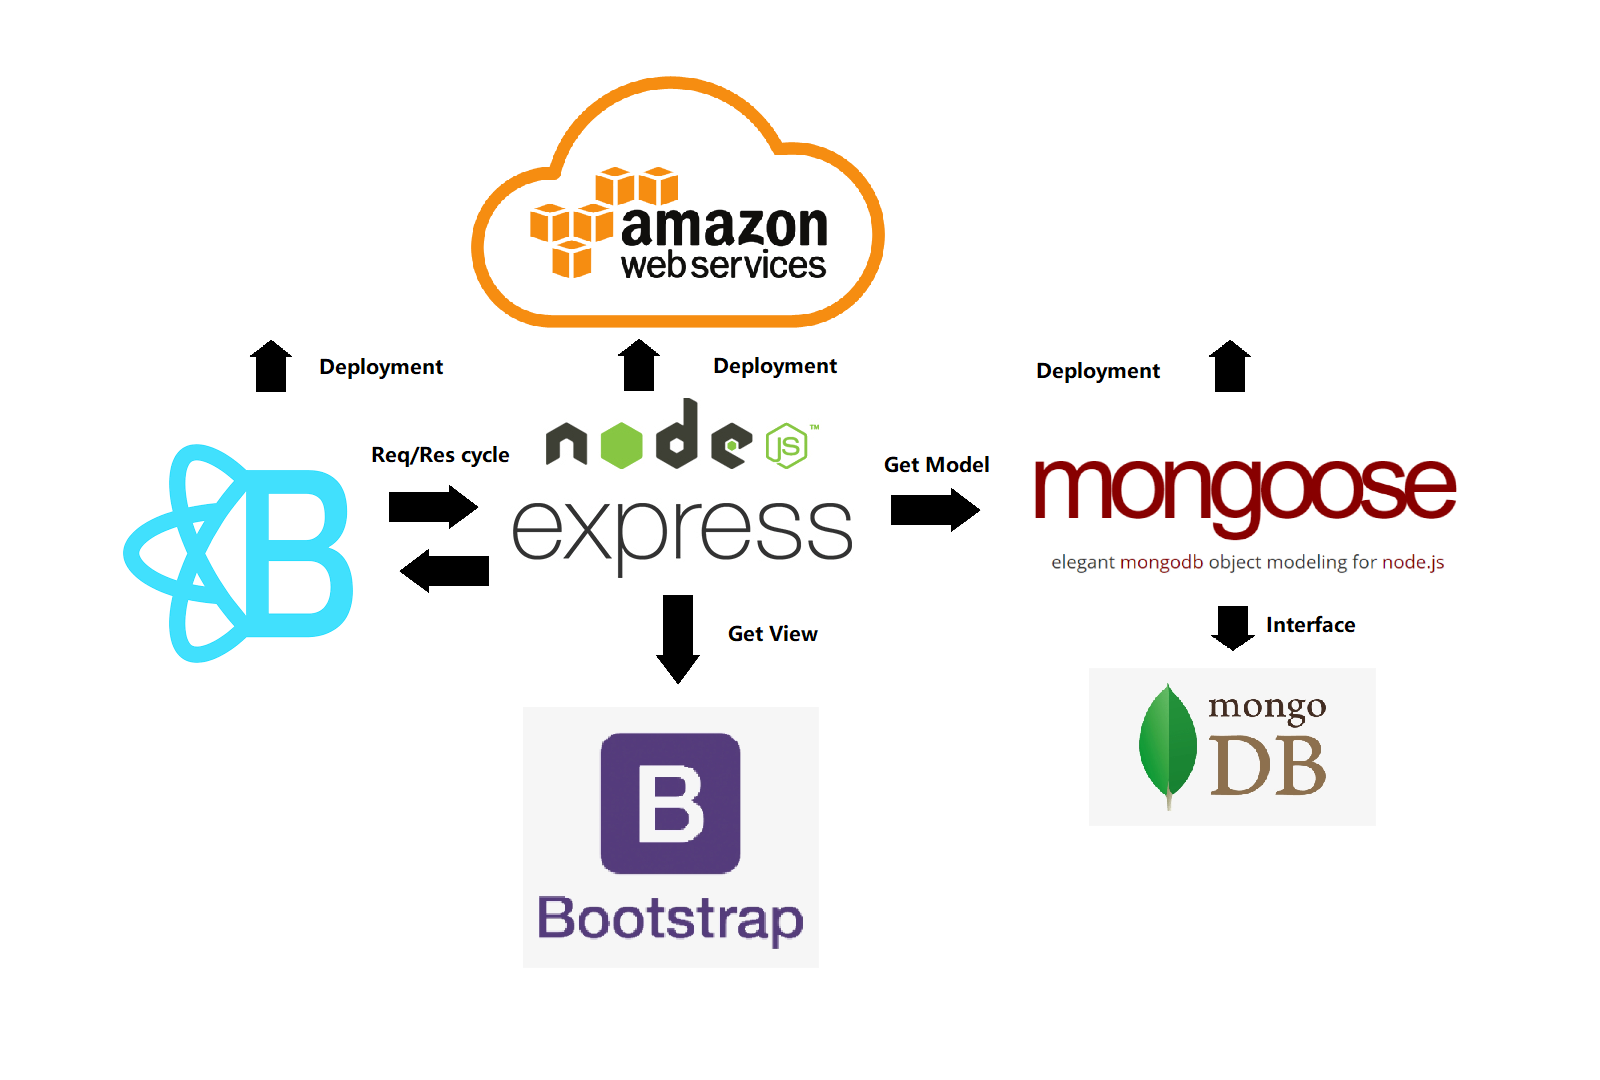 amazon
web services
Deployment
Deployment
Deployment
node
JS™
Req/Res cycle
express
Get Model
mongoose
elegant mongodb object modeling for node.js
B
Get View
Interface
mongo
DB
B
Bootstrap